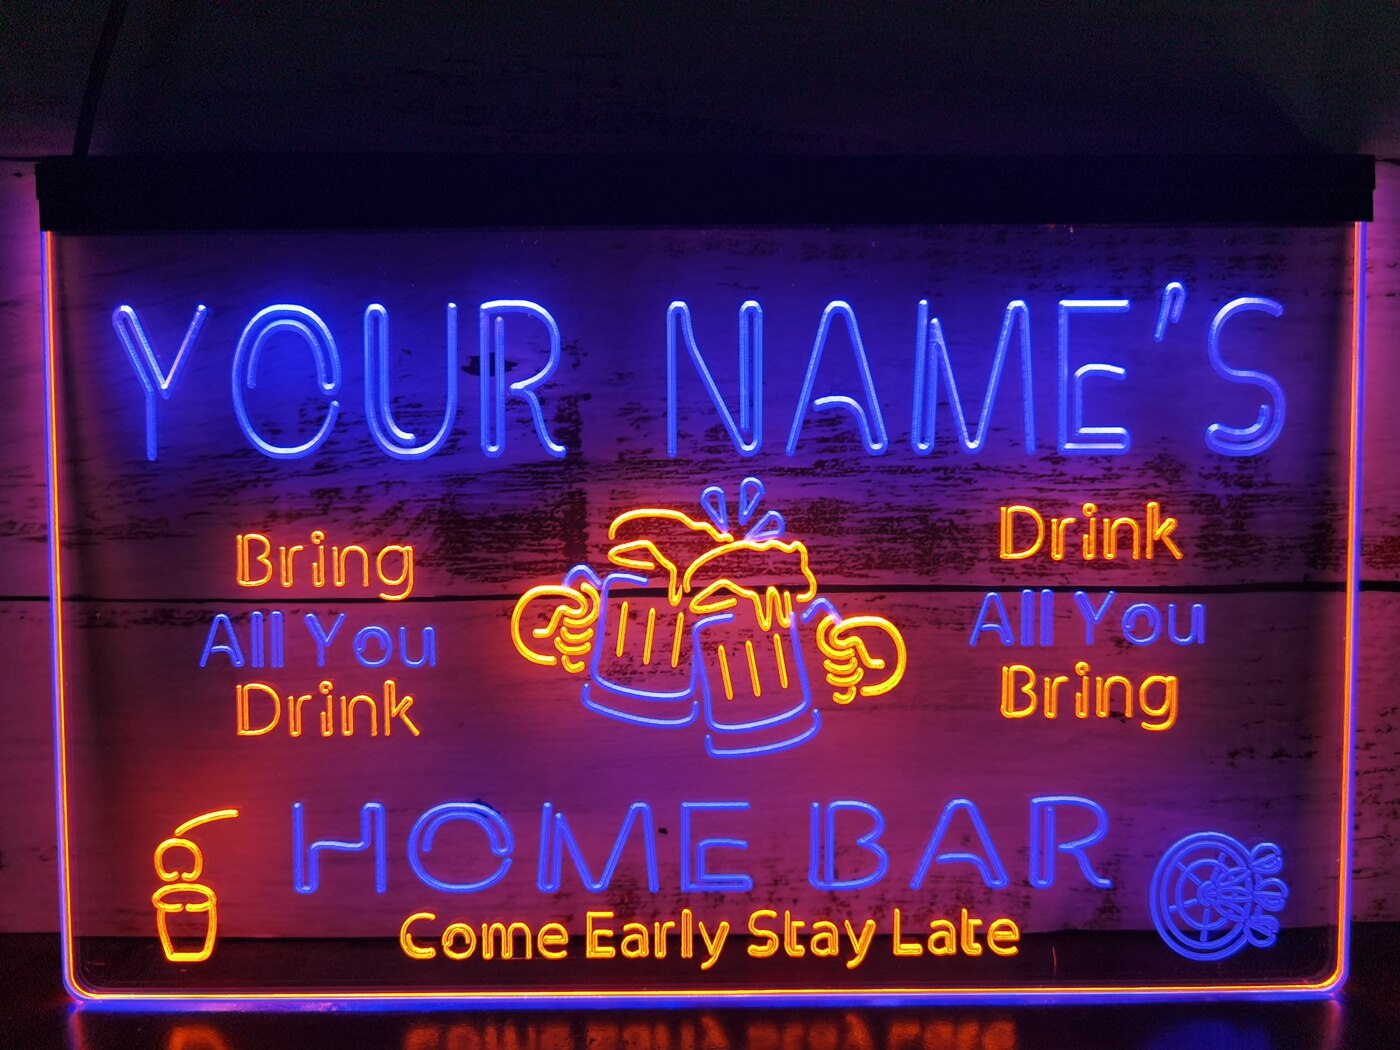 YOUR NAME'S
Bring
All You
Drink
Drink
All You
Bring
HOME BAR
Come Early Stay Late